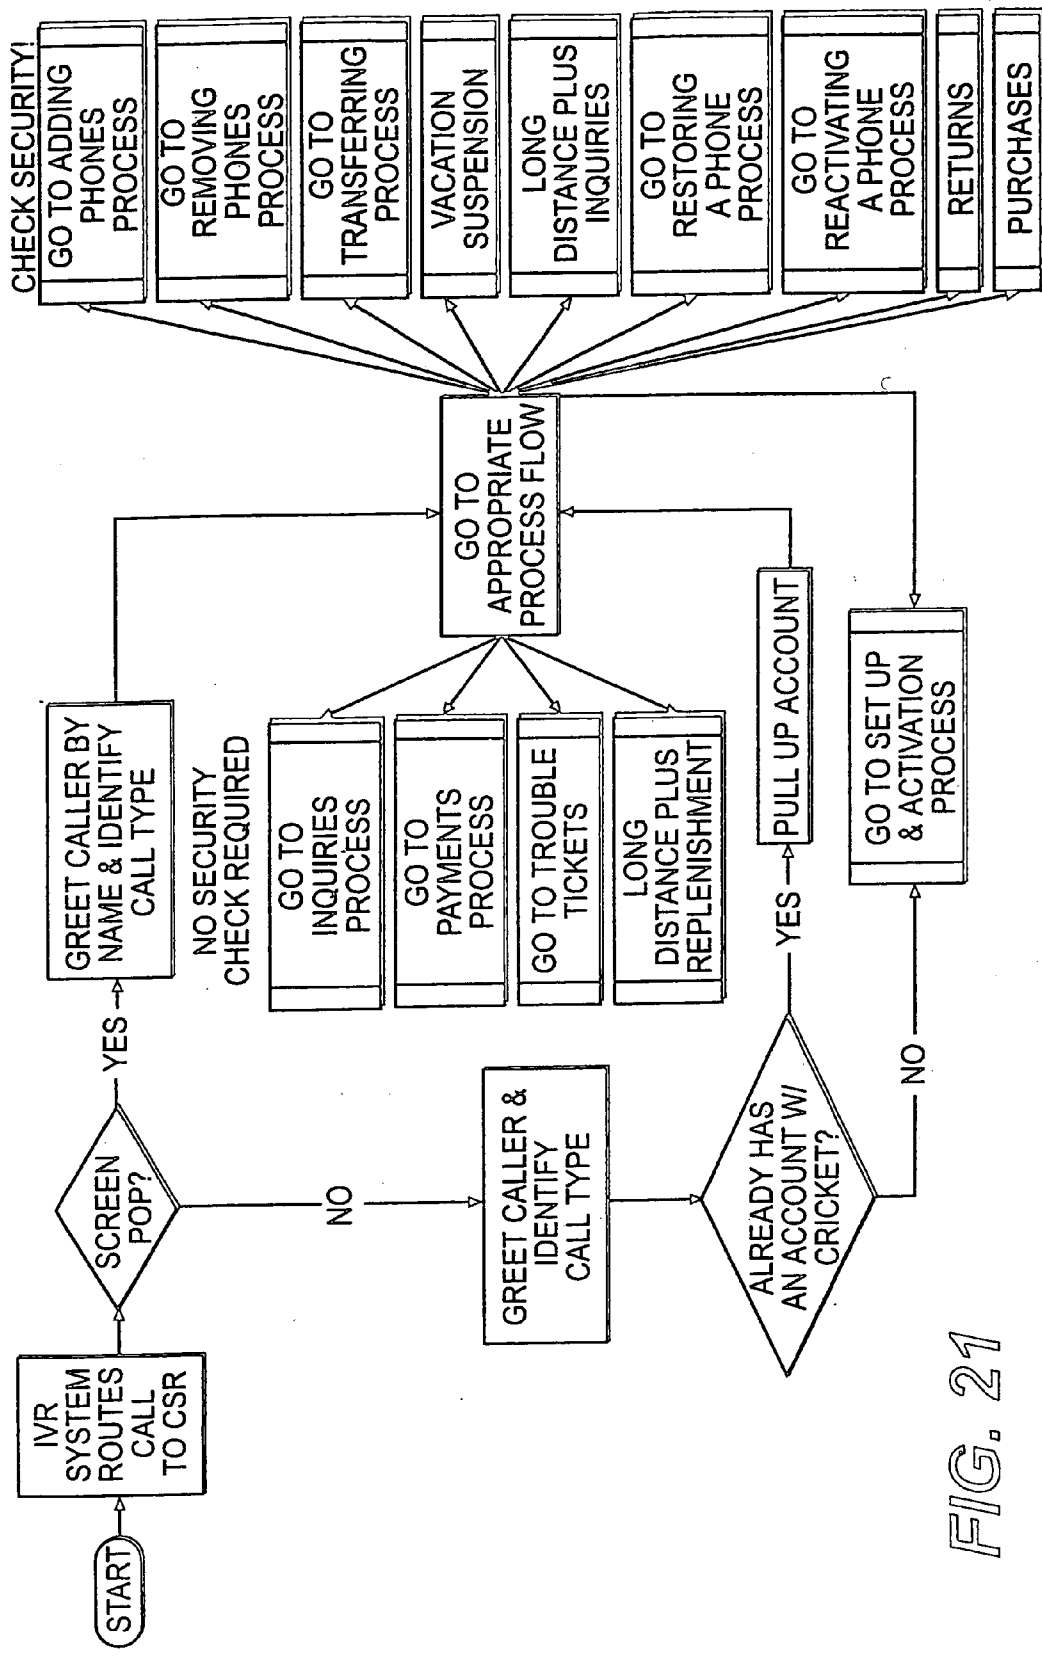 START
IVR
SYSTEM
ROUTES
CALL
TO CSR
SCREEN
POP?
YES
GREET CALLER BY
NAME & IDENTIFY
CALL TYPE
NO
GREET CALLER &
IDENTIFY
CALL TYPE
ALREADY HAS
AN ACCOUNT W/
CRICKET?
YES
PULL UP ACCOUNT
NO
GO TO SET UP
& ACTIVATION
PROCESS
GO TO
APPROPRIATE
PROCESS FLOW
NO SECURITY
CHECK REQUIRED
GO TO
INQUIRIES
PROCESS
GO TO
PAYMENTS
PROCESS
GO TO TROUBLE
TICKETS
LONG
DISTANCE PLUS
REPLENISHMENT
CHECK SECURITY!
GO TO ADDING
PHONES
PROCESS
GO TO
REMOVING
PHONES
PROCESS
GO TO
TRANSFERRING
PROCESS
VACATION
SUSPENSION
LONG
DISTANCE PLUS
INQUIRIES
GO TO
RESTORING
A PHONE
PROCESS
GO TO
REACTIVATING
A PHONE
PROCESS
RETURNS
PURCHASES
FIG. 21